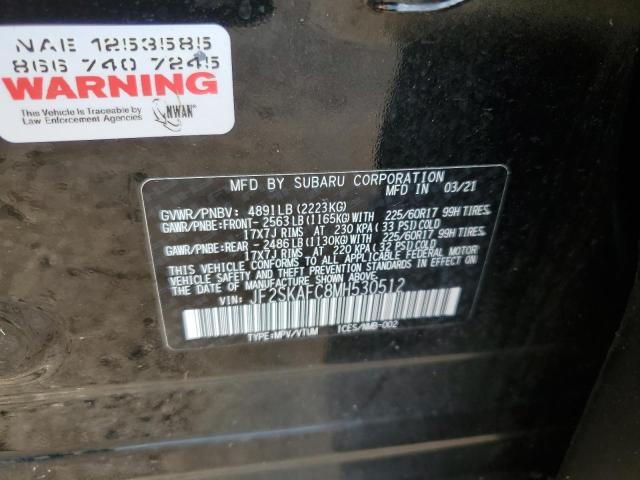 NAE 1253585
866 740 7245
WARNING
This Vehicle Is Traceable by
Law Enforcement Agencies
NWAN
MFD BY SUBARU CORPORATION
MFD IN 03/21
GVWR/PNBV: 4891LB (2223KG)
GAWR/PNBE:FRONT- 2563LB (1165KG) WITH 225/60R17 99H TIRES,
17X7J RIMS AT 230 KPA (33 PSI) COLD
GAWR/PNBE:REAR - 2486LB (1130KG) WITH 225/60R17 99H TIRES,
17X7J RIMS AT 220 KPA (32 PSI) COLD
THIS VEHICLE CONFORMS TO ALL APPLICABLE FEDERAL MOTOR
VEHICLE SAFETY AND THEFT PREVENTION STANDARDS IN EFFECT ON
THE DATE OF MANUFACTURE SHOWN ABOVE.
VIN: JF2SKAFC8MH530512
TYPE:MPV/VTUM ICES/NMB-002